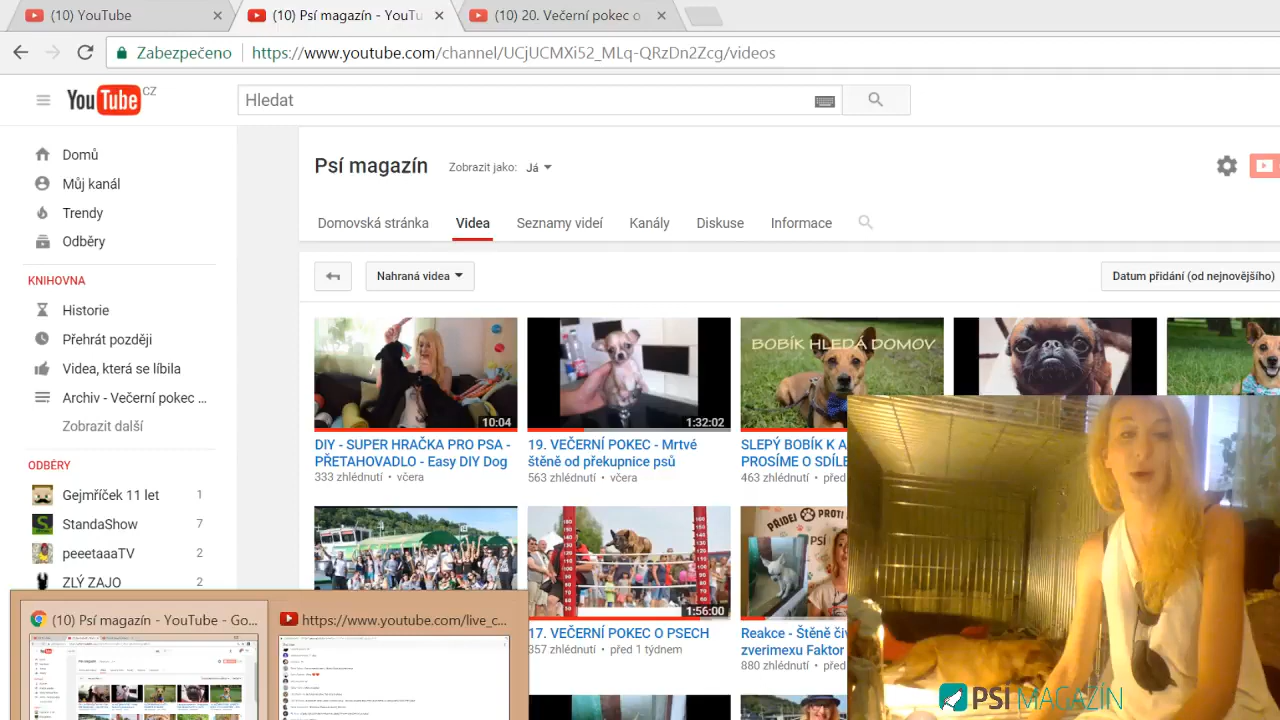 (10) YouTube
(10) Psí magazín - YouTu
(10) 20. Večerní pokec o
Zabezpečeno
https://www.youtube.com/channel/UCjUCMXi52_MLq-QRzDn2Zcg/videos
YouTube CZ
Hledat
Domů
Můj kanál
Trendy
Odběry
KNIHOVNA
Historie
Přehrát později
Videa, která se líbila
Archiv - Večerní pokec ...
Zobrazit další
ODBĚRY
Gejmříček 11 let 1
StandaShow 7
peeetaaaTV 2
ZLÝ ZAJO 2
Psí magazín
Zobrazit jako: Já
Domovská stránka
Videa
Seznamy videí
Kanály
Diskuse
Informace
Nahraná videa
Datum přidání (od nejnovějšího)
10:04
DIY - SUPER HRAČKA PRO PSA -
PŘETAHOVADLO - Easy DIY Dog
333 zhlédnutí • včera
1:32:02
19. VEČERNÍ POKEC - Mrtvé
štěně od překupnice psů
563 zhlédnutí • včera
BOBÍK HLEDÁ DOMOV
SLEPÝ BOBÍK K A
PROSÍME O SDÍLE
463 zhlédnutí • před
1:56:00
17. VEČERNÍ POKEC O PSECH
357 zhlédnutí • před 1 týdnem
PŘIDEJ PROTI
PSÍ
Reakce - Štěně čiv
zverimexu Faktor
880 zhlédnutí • před
(10) Psí magazín - YouTube - Go...
https://www.youtube.com/live_c...
PSÍ MAGAZÍN